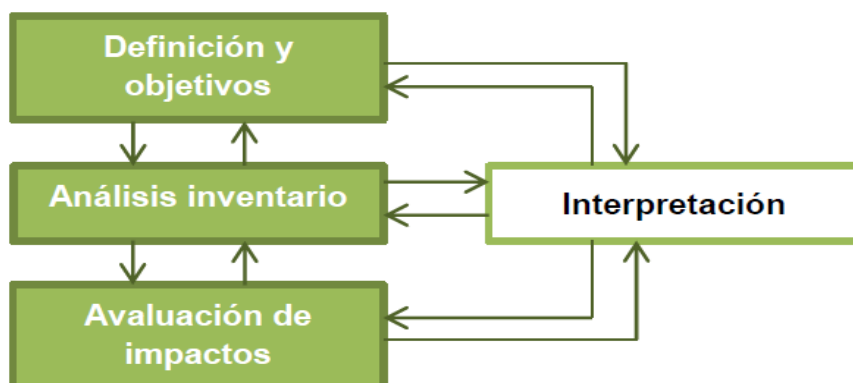 Definición y
objetivos
Análisis inventario
Interpretación
Avaluación de
impactos